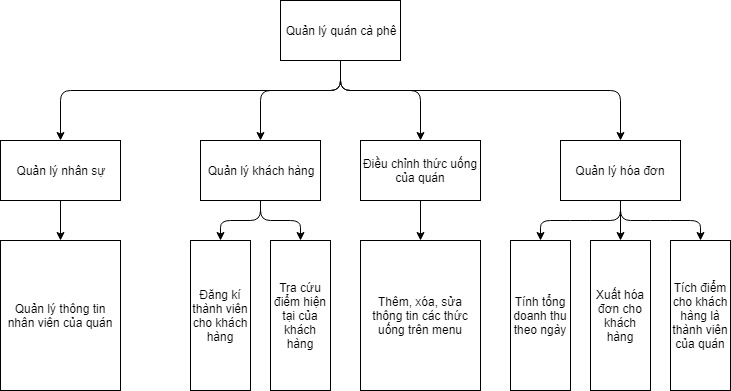 Quản lý quán cà phê
Quản lý nhân sự
Quản lý khách hàng
Điều chỉnh thức uống
của quán
Quản lý hóa đơn
Quản lý thông tin
nhân viên của quán
Đăng kí
thành viên
cho khách
hàng
Tra cứu
điểm hiện
tại của
khách
hàng
Thêm, xóa, sửa
thông tin các thức
uống trên menu
Tính tổng
doanh thu
theo ngày
Xuất hóa
đơn cho
khách
hàng
Tích điểm
cho khách
hàng là
thành viên
của quán